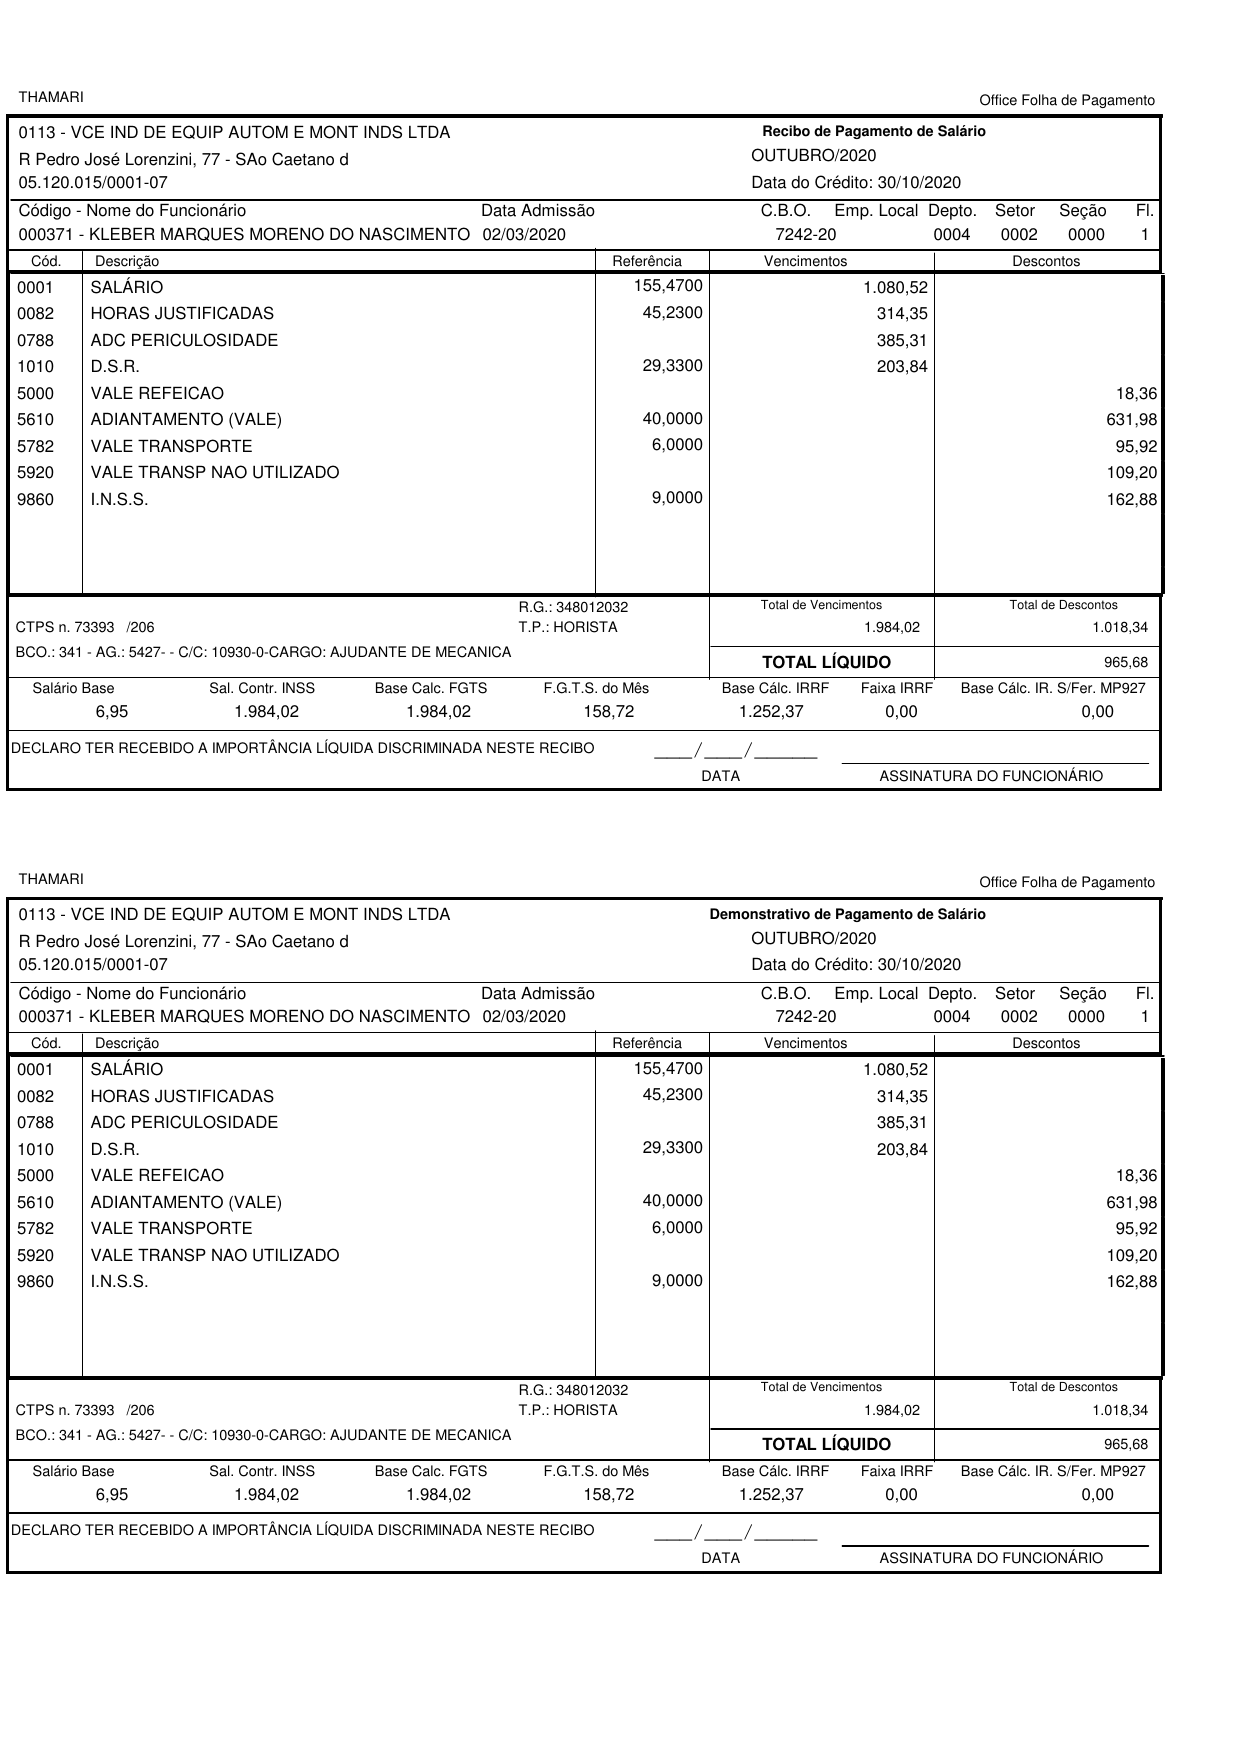 THAMARI Office Folha de Pagamento
0113 - VCE IND DE EQUIP AUTOM E MONT INDS LTDA Recibo de Pagamento de Salário
R Pedro José Lorenzini, 77 - SAo Caetano d OUTUBRO/2020
05.120.015/0001-07 Data do Crédito: 30/10/2020
Código - Nome do Funcionário Data Admissão C.B.O. Emp. Local Depto. Setor Seção Fl.
000371 - KLEBER MARQUES MORENO DO NASCIMENTO 02/03/2020 7242-20 0004 0002 0000 1
Cód. Descrição Referência Vencimentos Descontos
0001 SALÁRIO 155,4700 1.080,52
0082 HORAS JUSTIFICADAS 45,2300 314,35
0788 ADC PERICULOSIDADE 385,31
1010 D.S.R. 29,3300 203,84
5000 VALE REFEICAO 18,36
5610 ADIANTAMENTO (VALE) 40,0000 631,98
5782 VALE TRANSPORTE 6,0000 95,92
5920 VALE TRANSP NAO UTILIZADO 109,20
9860 I.N.S.S. 9,0000 162,88
R.G.: 348012032 Total de Vencimentos Total de Descontos
CTPS n. 73393 /206 T.P.: HORISTA 1.984,02 1.018,34
BCO.: 341 - AG.: 5427- - C/C: 10930-0-CARGO: AJUDANTE DE MECANICA
TOTAL LÍQUIDO 965,68
Salário Base Sal. Contr. INSS Base Calc. FGTS F.G.T.S. do Mês Base Cálc. IRRF Faixa IRRF Base Cálc. IR. S/Fer. MP927
6,95 1.984,02 1.984,02 158,72 1.252,37 0,00 0,00
DECLARO TER RECEBIDO A IMPORTÂNCIA LÍQUIDA DISCRIMINADA NESTE RECIBO ____/____/_______
DATA ASSINATURA DO FUNCIONÁRIO
THAMARI Office Folha de Pagamento
0113 - VCE IND DE EQUIP AUTOM E MONT INDS LTDA Demonstrativo de Pagamento de Salário
R Pedro José Lorenzini, 77 - SAo Caetano d OUTUBRO/2020
05.120.015/0001-07 Data do Crédito: 30/10/2020
Código - Nome do Funcionário Data Admissão C.B.O. Emp. Local Depto. Setor Seção Fl.
000371 - KLEBER MARQUES MORENO DO NASCIMENTO 02/03/2020 7242-20 0004 0002 0000 1
Cód. Descrição Referência Vencimentos Descontos
0001 SALÁRIO 155,4700 1.080,52
0082 HORAS JUSTIFICADAS 45,2300 314,35
0788 ADC PERICULOSIDADE 385,31
1010 D.S.R. 29,3300 203,84
5000 VALE REFEICAO 18,36
5610 ADIANTAMENTO (VALE) 40,0000 631,98
5782 VALE TRANSPORTE 6,0000 95,92
5920 VALE TRANSP NAO UTILIZADO 109,20
9860 I.N.S.S. 9,0000 162,88
R.G.: 348012032 Total de Vencimentos Total de Descontos
CTPS n. 73393 /206 T.P.: HORISTA 1.984,02 1.018,34
BCO.: 341 - AG.: 5427- - C/C: 10930-0-CARGO: AJUDANTE DE MECANICA
TOTAL LÍQUIDO 965,68
Salário Base Sal. Contr. INSS Base Calc. FGTS F.G.T.S. do Mês Base Cálc. IRRF Faixa IRRF Base Cálc. IR. S/Fer. MP927
6,95 1.984,02 1.984,02 158,72 1.252,37 0,00 0,00
DECLARO TER RECEBIDO A IMPORTÂNCIA LÍQUIDA DISCRIMINADA NESTE RECIBO ____/____/_______
DATA ASSINATURA DO FUNCIONÁRIO